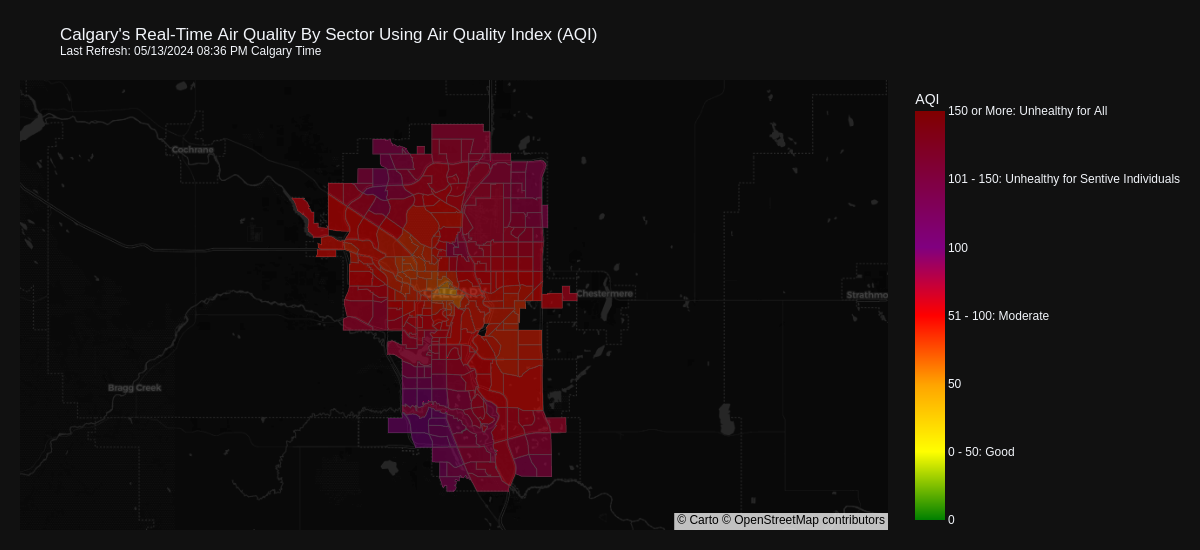 Calgary's Real-Time Air Quality By Sector Using Air Quality Index (AQI)
Last Refresh: 05/13/2024 08:36 PM Calgary Time
AQI
150 or More: Unhealthy for All
Cochrane
101 - 150: Unhealthy for Sentive Individuals
100
CALGARY
Chestermere
Strathmo
51 - 100: Moderate
Bragg Creek
50
0 - 50: Good
0
© Carto © OpenStreetMap contributors